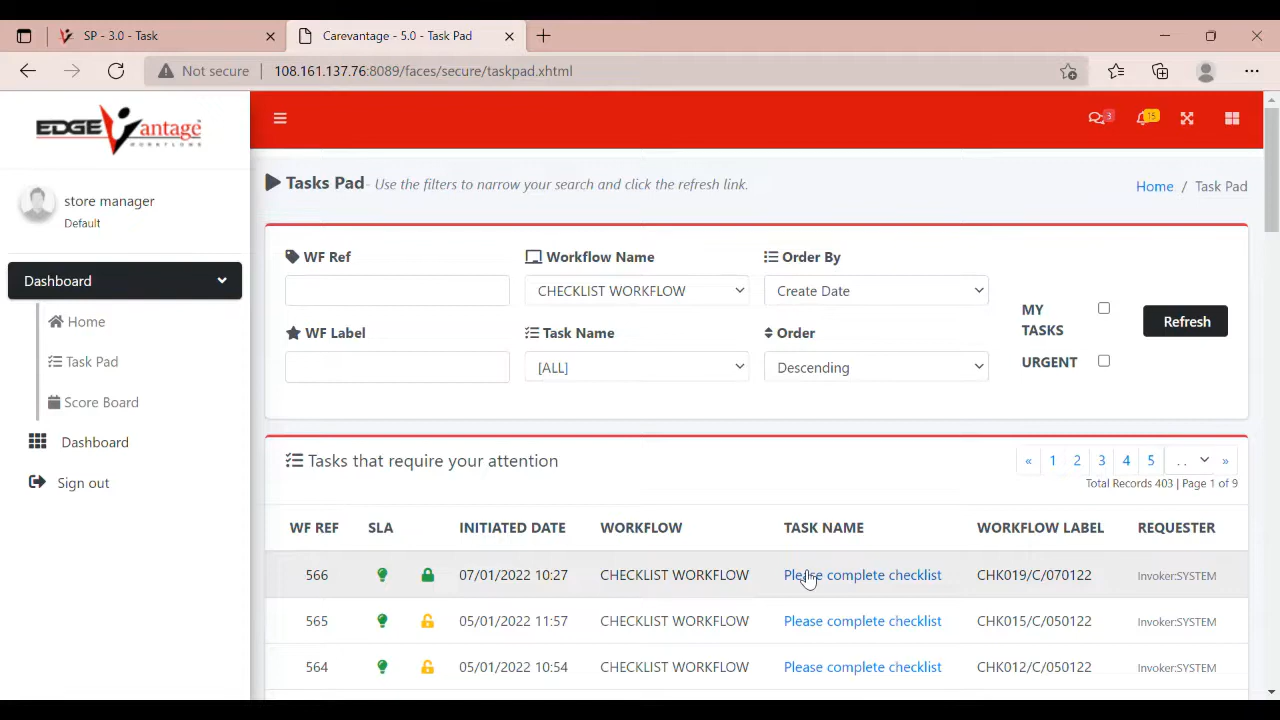 SP - 3.0 - Task
Carevantage - 5.0 - Task Pad
Not secure
108.161.137.76:8089/faces/secure/taskpad.xhtml
EDGEVantage
WORKFLOWS
3
15
store manager
Default
Dashboard
Home
Task Pad
Score Board
Dashboard
Sign out
Tasks Pad- Use the filters to narrow your search and click the refresh link.
Home / Task Pad
WF Ref
Workflow Name
CHECKLIST WORKFLOW
Order By
Create Date
WF Label
Task Name
[ALL]
Order
Descending
MY TASKS
URGENT
Refresh
Tasks that require your attention
« 1 2 3 4 5 . . »
Total Records 403 | Page 1 of 9
WF REF SLA INITIATED DATE WORKFLOW TASK NAME WORKFLOW LABEL REQUESTER
566 07/01/2022 10:27 CHECKLIST WORKFLOW Please complete checklist CHK019/C/070122 Invoker:SYSTEM
565 05/01/2022 11:57 CHECKLIST WORKFLOW Please complete checklist CHK015/C/050122 Invoker:SYSTEM
564 05/01/2022 10:54 CHECKLIST WORKFLOW Please complete checklist CHK012/C/050122 Invoker:SYSTEM